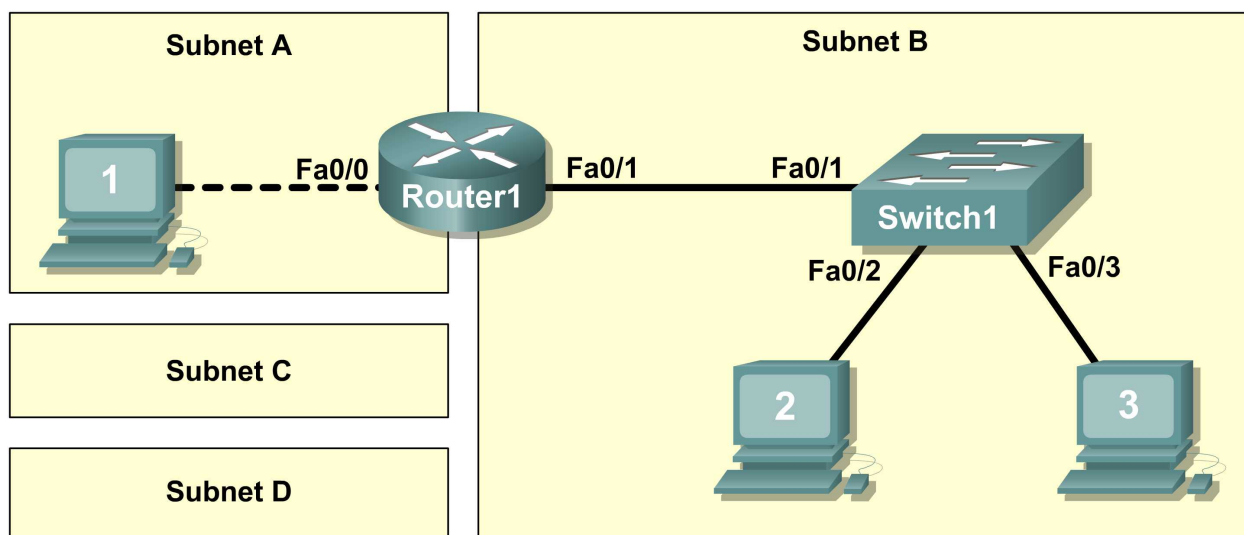 Subnet A
1
Fa0/0
Router1
Subnet B
Fa0/1
Fa0/1
Switch1
Fa0/2
Fa0/3
2
3
Subnet C
Subnet D